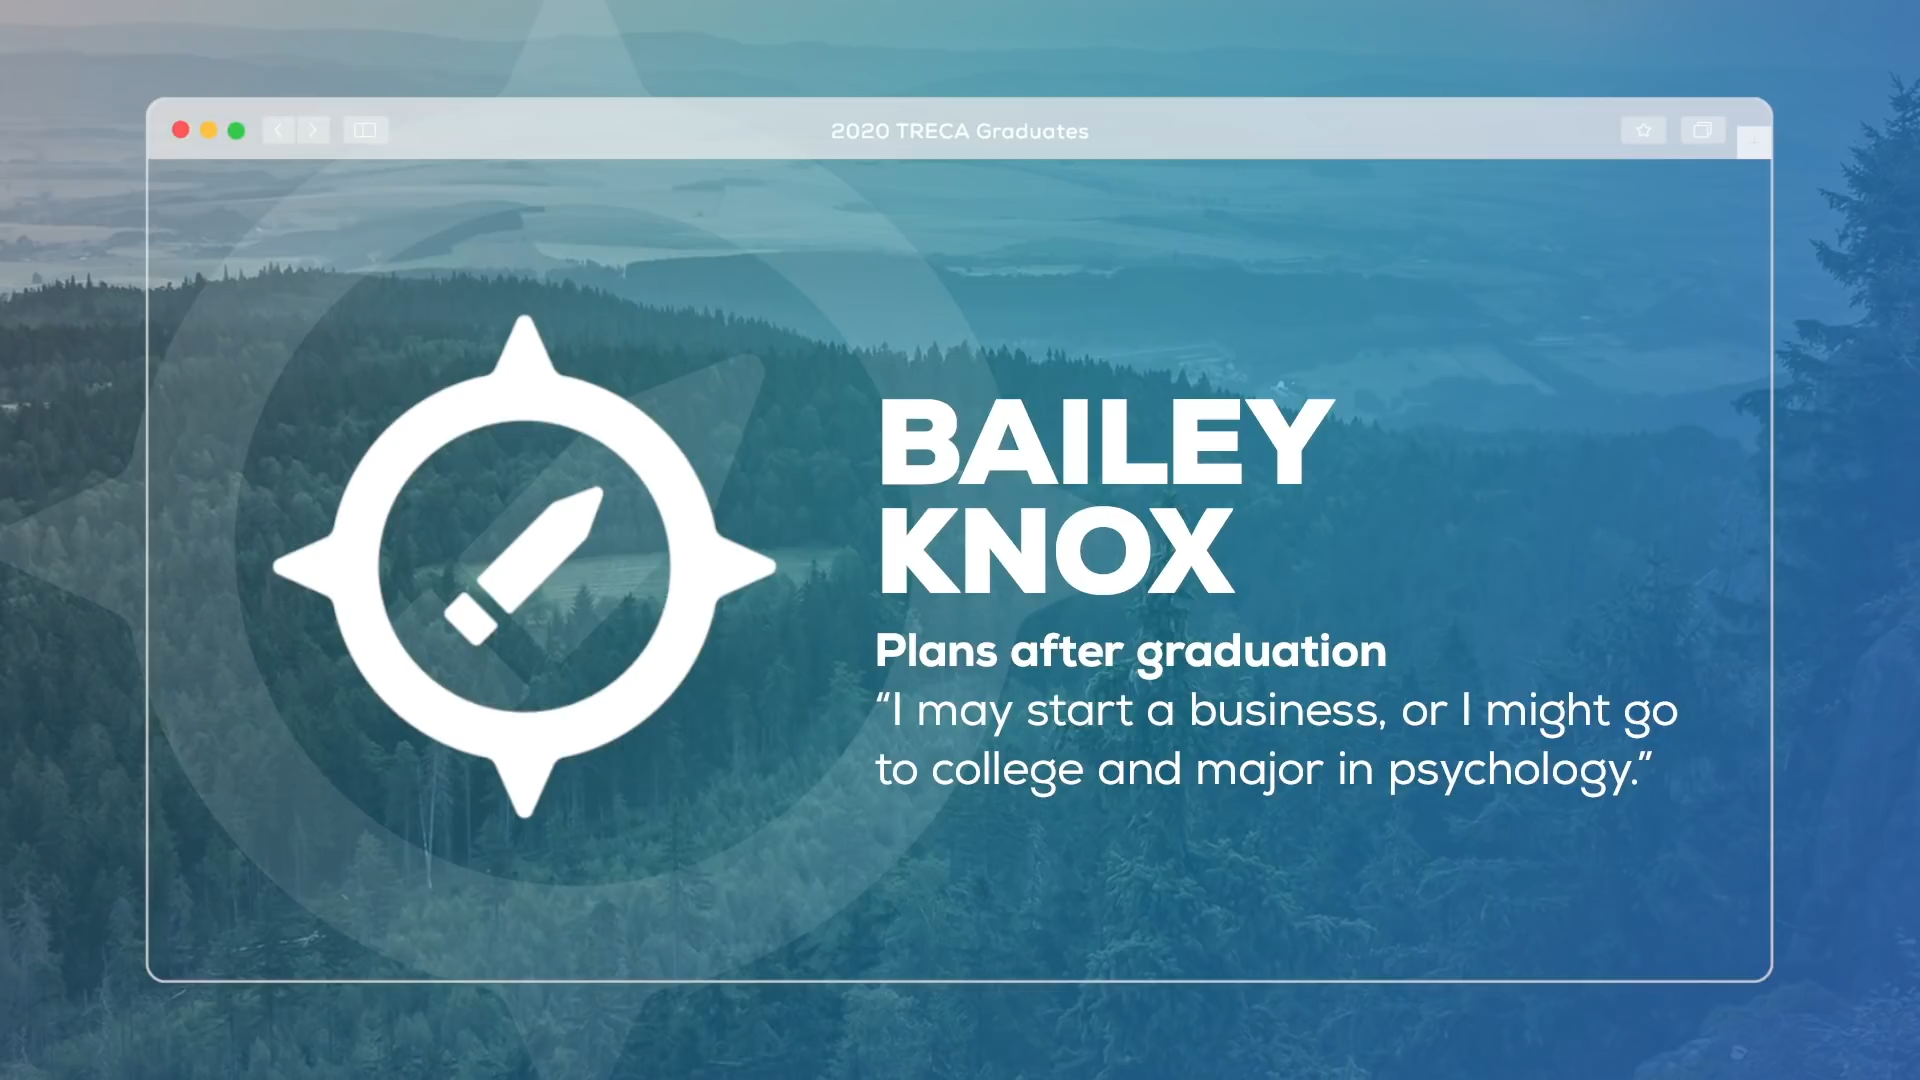 2020 TRECA Graduates
BAILEY
KNOX
Plans after graduation
“I may start a business, or I might go
to college and major in psychology.”